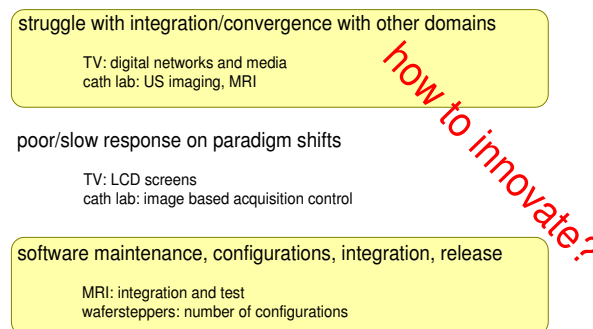 struggle with integration/convergence with other domains
TV: digital networks and media
cath lab: US imaging, MRI
how to innovate?
poor/slow response on paradigm shifts
TV: LCD screens
cath lab: image based acquisition control
software maintenance, configurations, integration, release
MRI: integration and test
wafersteppers: number of configurations